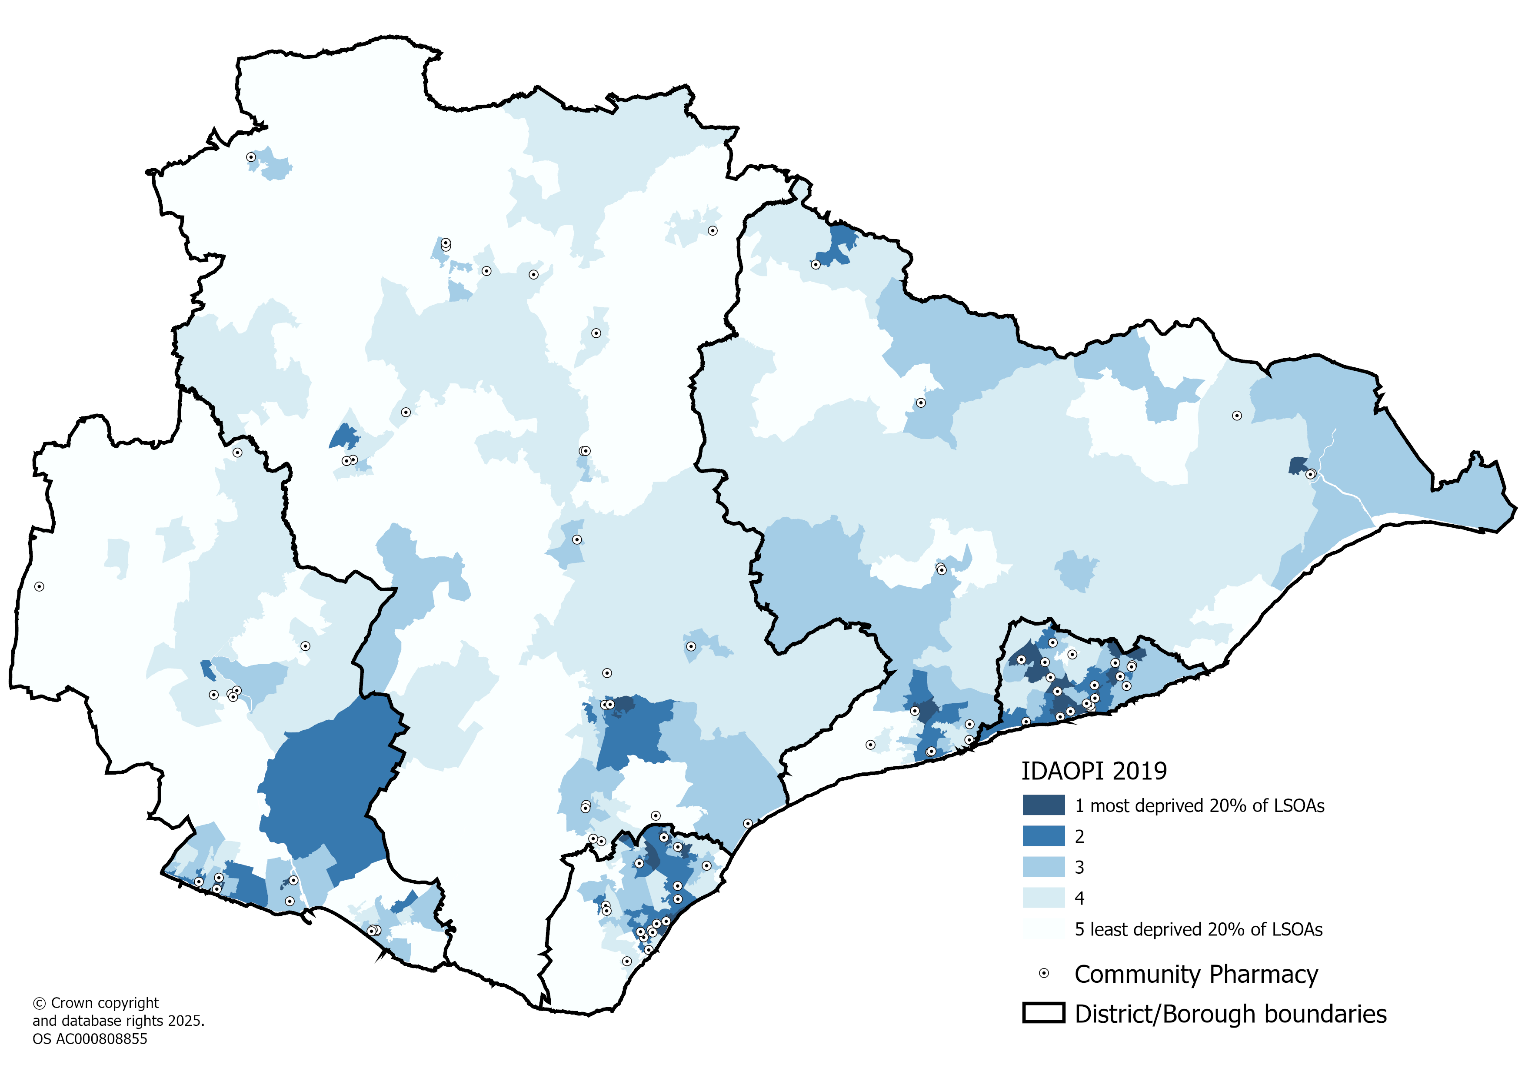 IDAOPI 2019
1 most deprived 20% of LSOAs
2
3
4
5 least deprived 20% of LSOAs
Community Pharmacy
District/Borough boundaries
© Crown copyright
and database rights 2025.
OS AC000808855